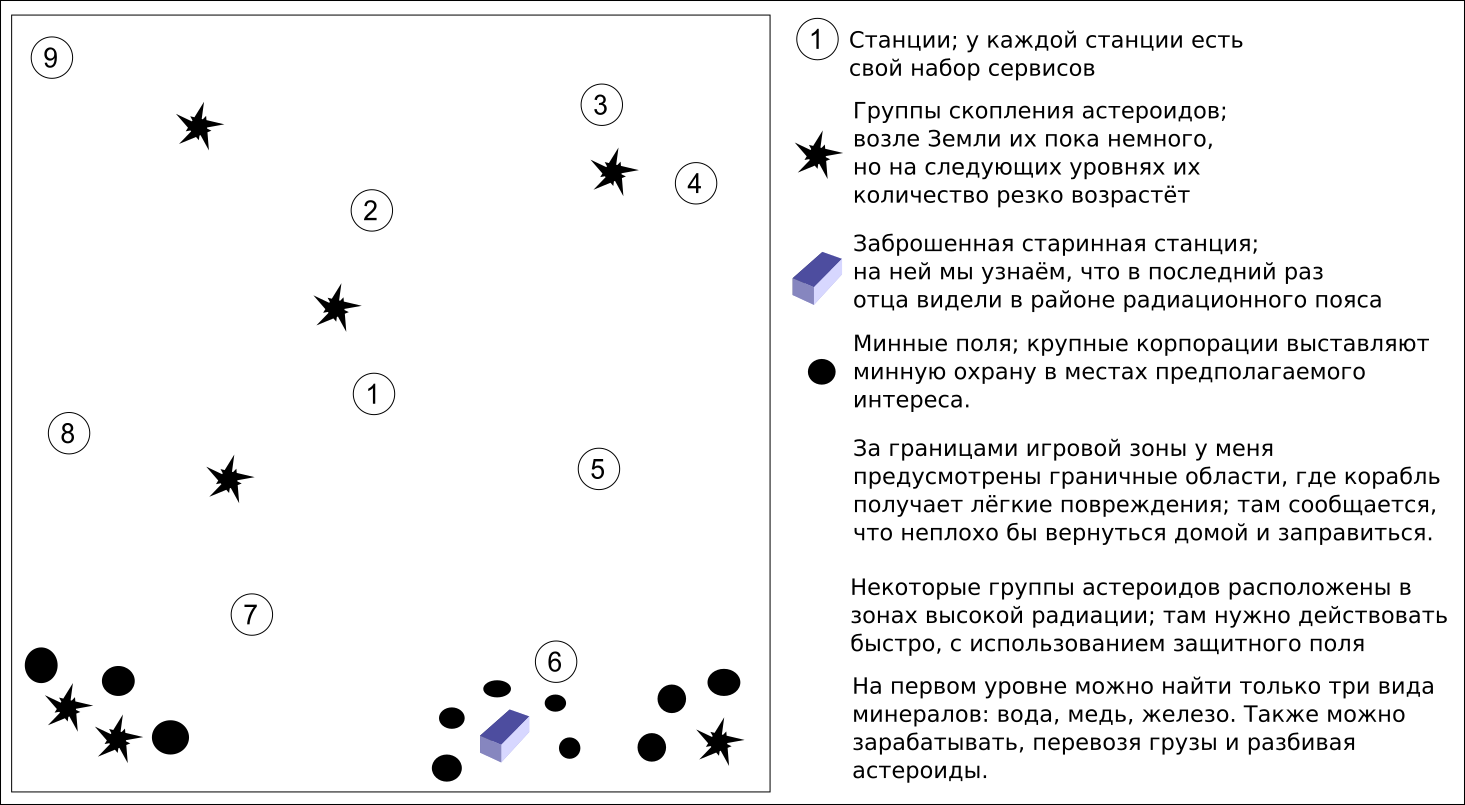 9
3
4
2
1
8
5
7
6
1
Станции; у каждой станции есть
свой набор сервисов
Группы скопления астероидов;
возле Земли их пока немного,
но на следующих уровнях их
количество резко возрастёт
Заброшенная старинная станция;
на ней мы узнаём, что в последний раз
отца видели в районе радиационного пояса
Минные поля; крупные корпорации выставляют
минную охрану в местах предполагаемого
интереса.
За границами игровой зоны у меня
предусмотрены граничные области, где корабль
получает лёгкие повреждения; там сообщается,
что неплохо бы вернуться домой и заправиться.
Некоторые группы астероидов расположены в
зонах высокой радиации; там нужно действовать
быстро, с использованием защитного поля
На первом уровне можно найти только три вида
минералов: вода, медь, железо. Также можно
зарабатывать, перевозя грузы и разбивая
астероиды.